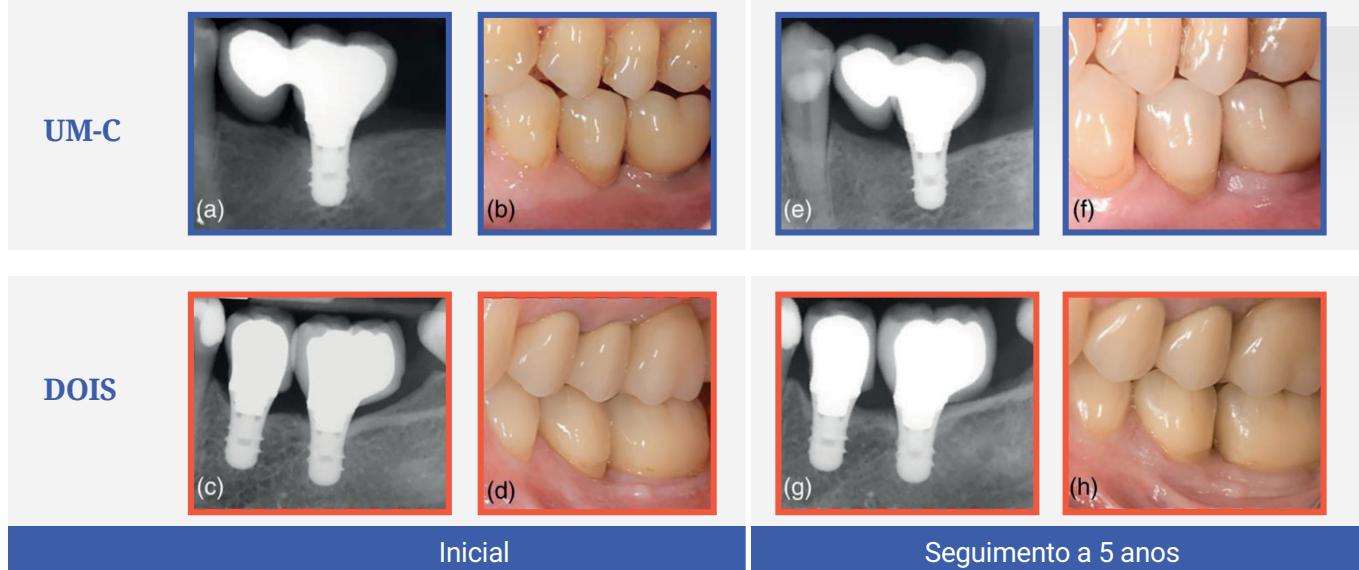 UM-C
(a)
(b)
(e)
(f)
DOIS
(c)
(d)
(g)
(h)
Inicial
Seguimento a 5 anos